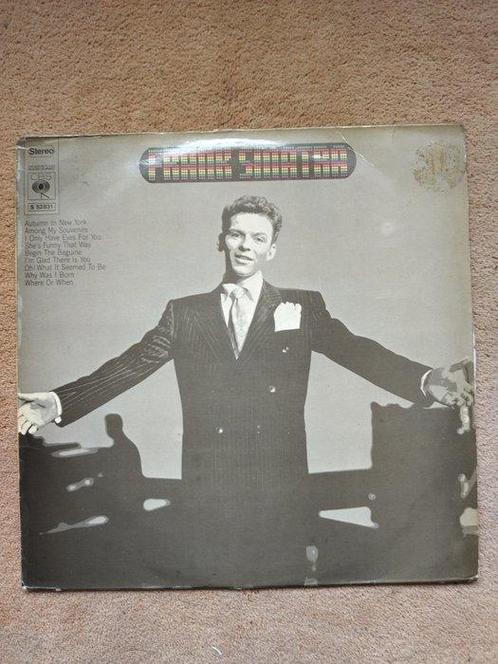 Stereo
FRANK SINATRA
CBS
S 52831
Autumn In New York
Among My Souvenirs
I Only Have Eyes For You
She's Funny That Way
Begin The Beguine
I'm Glad There Is You
Oh! What It Seemed To Be
Why Was I Born
Where Or When